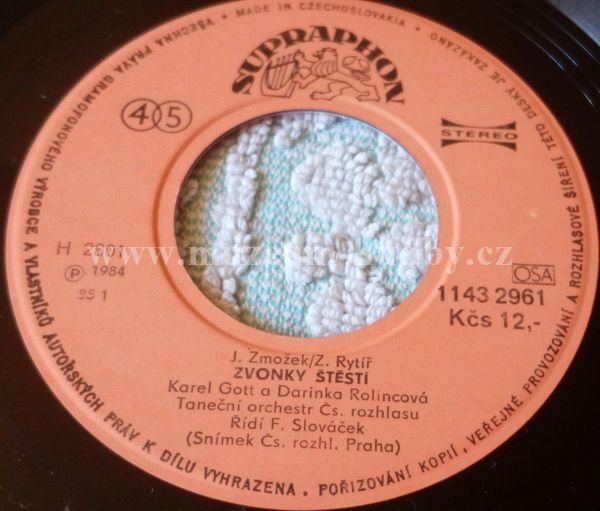 MADE IN CZECHOSLOVAKIA
VŠECHNA PRÁVA GRAMOFONOVÉHO VÝROBCE A VLASTNÍKŮ AUTORSKÝCH PRÁV K DÍLU VYHRAZENA. POŘIZOVÁNÍ KOPIÍ, VEŘEJNÉ PROVOZOVÁNÍ A ROZHLASOVÉ ŠÍŘENÍ TÉTO DESKY JE ZAKÁZÁNO
SUPRAPHON
45
STEREO
H
℗ 1984
95 1
OSA
1143 2961
Kčs 12,-
J. Zmožek/Z. Rytíř
ZVONKY ŠTĚSTÍ
Karel Gott a Darinka Rolincová
Taneční orchestr Čs. rozhlasu
Řídí F. Slováček
(Snímek Čs. rozhl. Praha)